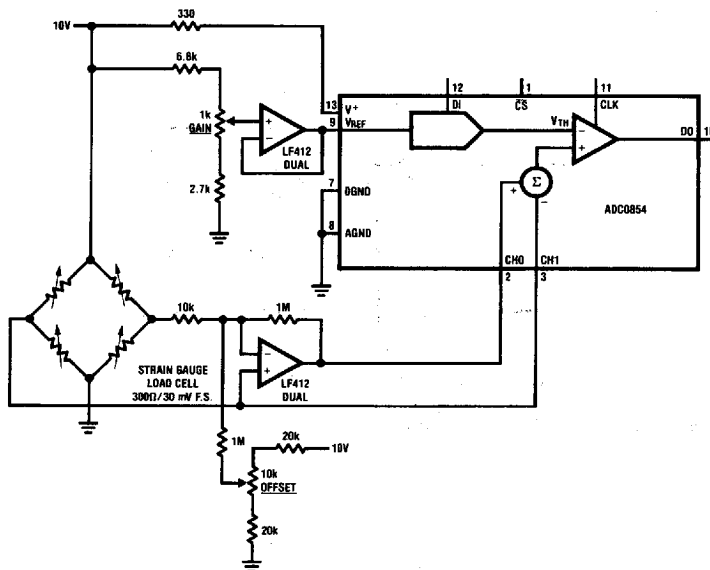 330
10V
6.8k
12
1
11
DI
CS
CLK
13
V+
1k
GAIN
9
VREF
VTH
DO
LF412
DUAL
2.7k
7
DGND
Σ
8
AGND
ADC0854
CH0
CH1
2
3
10k
1M
STRAIN GAUGE
LOAD CELL
300Ω/30 mV F.S.
LF412
DUAL
1M
20k
10V
10k
OFFSET
20k